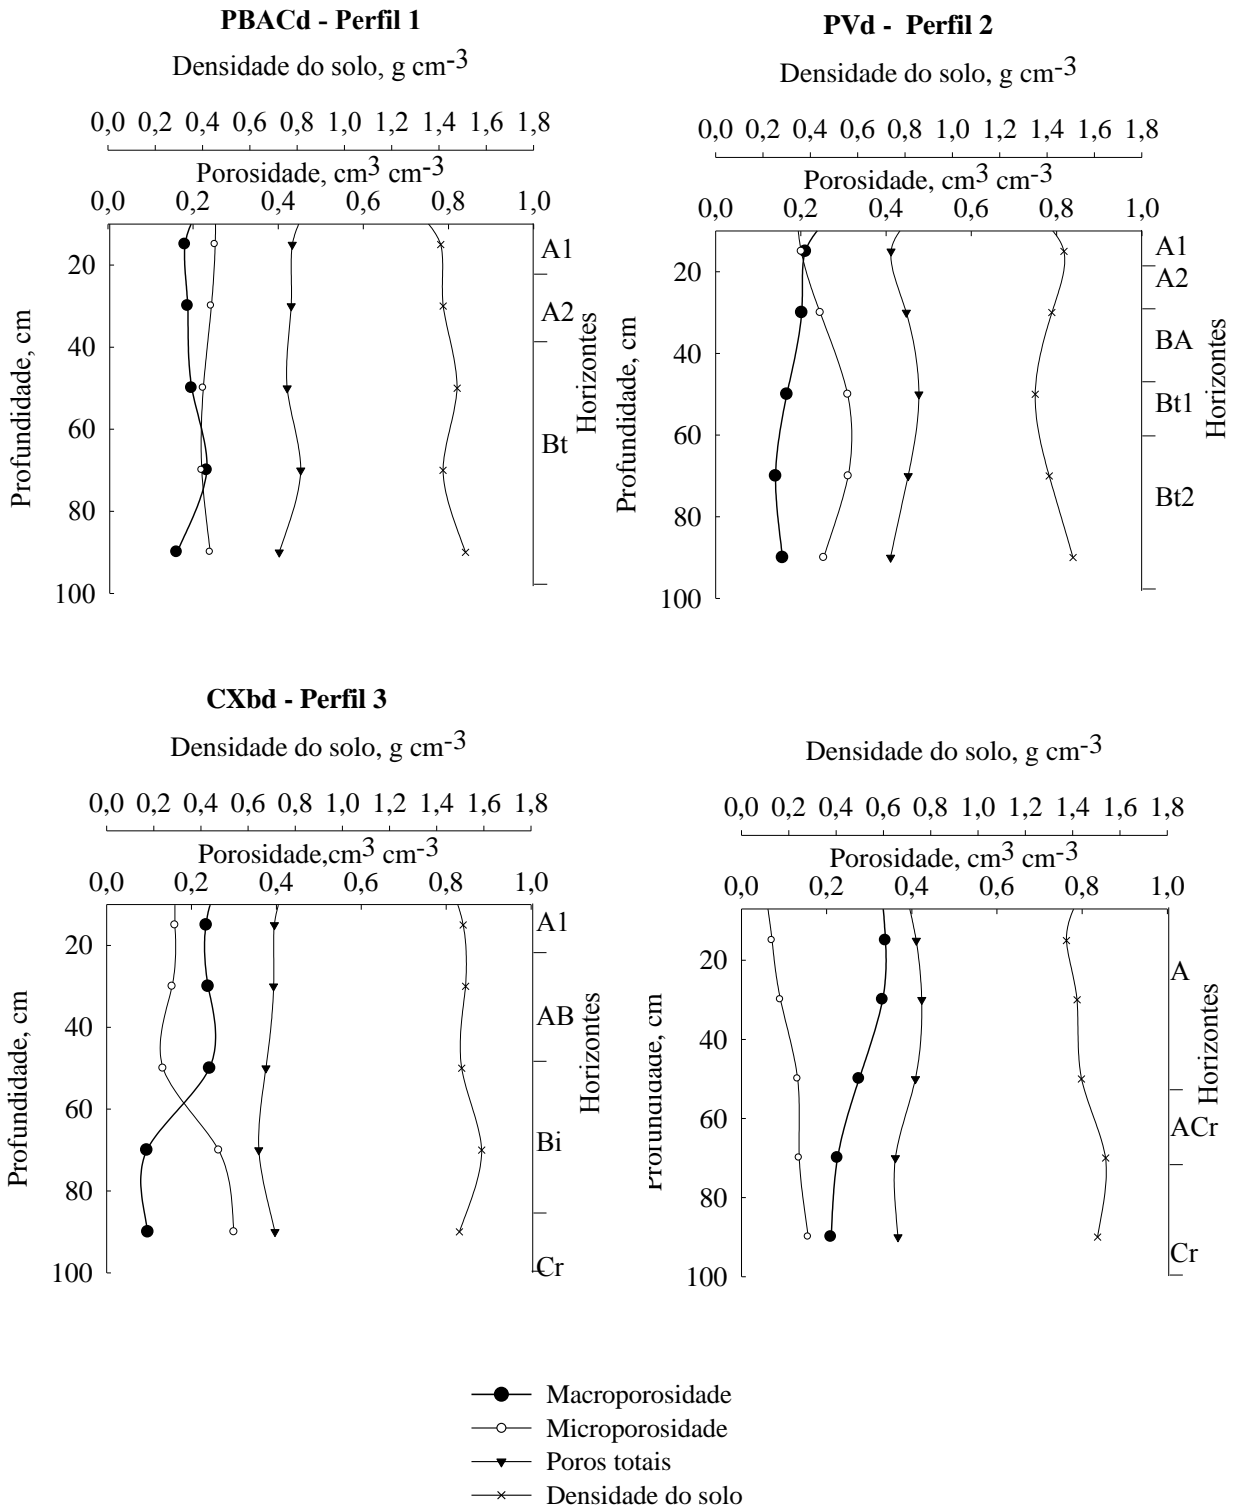 PBACd - Perfil 1
Densidade do solo, g cm-3
0,0 0,2 0,4 0,6 0,8 1,0 1,2 1,4 1,6 1,8
Porosidade, cm3 cm-3
0,0 0,2 0,4 0,6 0,8 1,0
Profundidade, cm
20
40
60
80
100
A1
A2
Bt
Horizontes
PVd - Perfil 2
Densidade do solo, g cm-3
0,0 0,2 0,4 0,6 0,8 1,0 1,2 1,4 1,6 1,8
Porosidade, cm3 cm-3
0,0 0,2 0,4 0,6 0,8 1,0
Profundidade, cm
20
40
60
80
100
A1
A2
BA
Bt1
Bt2
Horizontes
CXbd - Perfil 3
Densidade do solo, g cm-3
0,0 0,2 0,4 0,6 0,8 1,0 1,2 1,4 1,6 1,8
Porosidade,cm3 cm-3
0,0 0,2 0,4 0,6 0,8 1,0
Profundidade, cm
20
40
60
80
100
A1
AB
Bi
Cr
Horizontes
Densidade do solo, g cm-3
0,0 0,2 0,4 0,6 0,8 1,0 1,2 1,4 1,6 1,8
Porosidade, cm3 cm-3
0,0 0,2 0,4 0,6 0,8 1,0
Profundidade, cm
20
40
60
80
100
A
ACr
Cr
Horizontes
Macroporosidade
Microporosidade
Poros totais
Densidade do solo